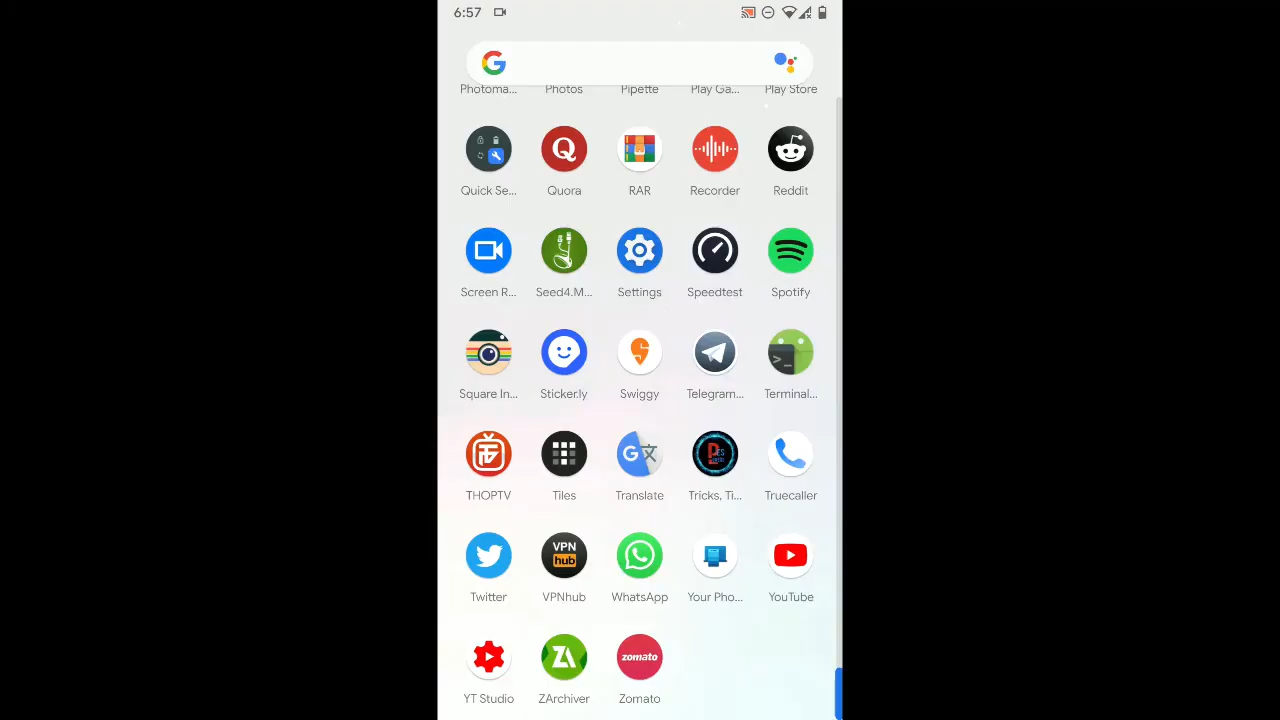 6:57
Photoma... Photos Pipette Play Ga... Play Store
Quick Se... Quora RAR Recorder Reddit
Screen R... Seed4.M... Settings Speedtest Spotify
Square In... Sticker.ly Swiggy Telegram... Terminal...
THOPTV Tiles Translate Tricks, Ti... Truecaller
VPN
hub
Twitter VPNhub WhatsApp Your Pho... YouTube
zomato
YT Studio ZArchiver Zomato